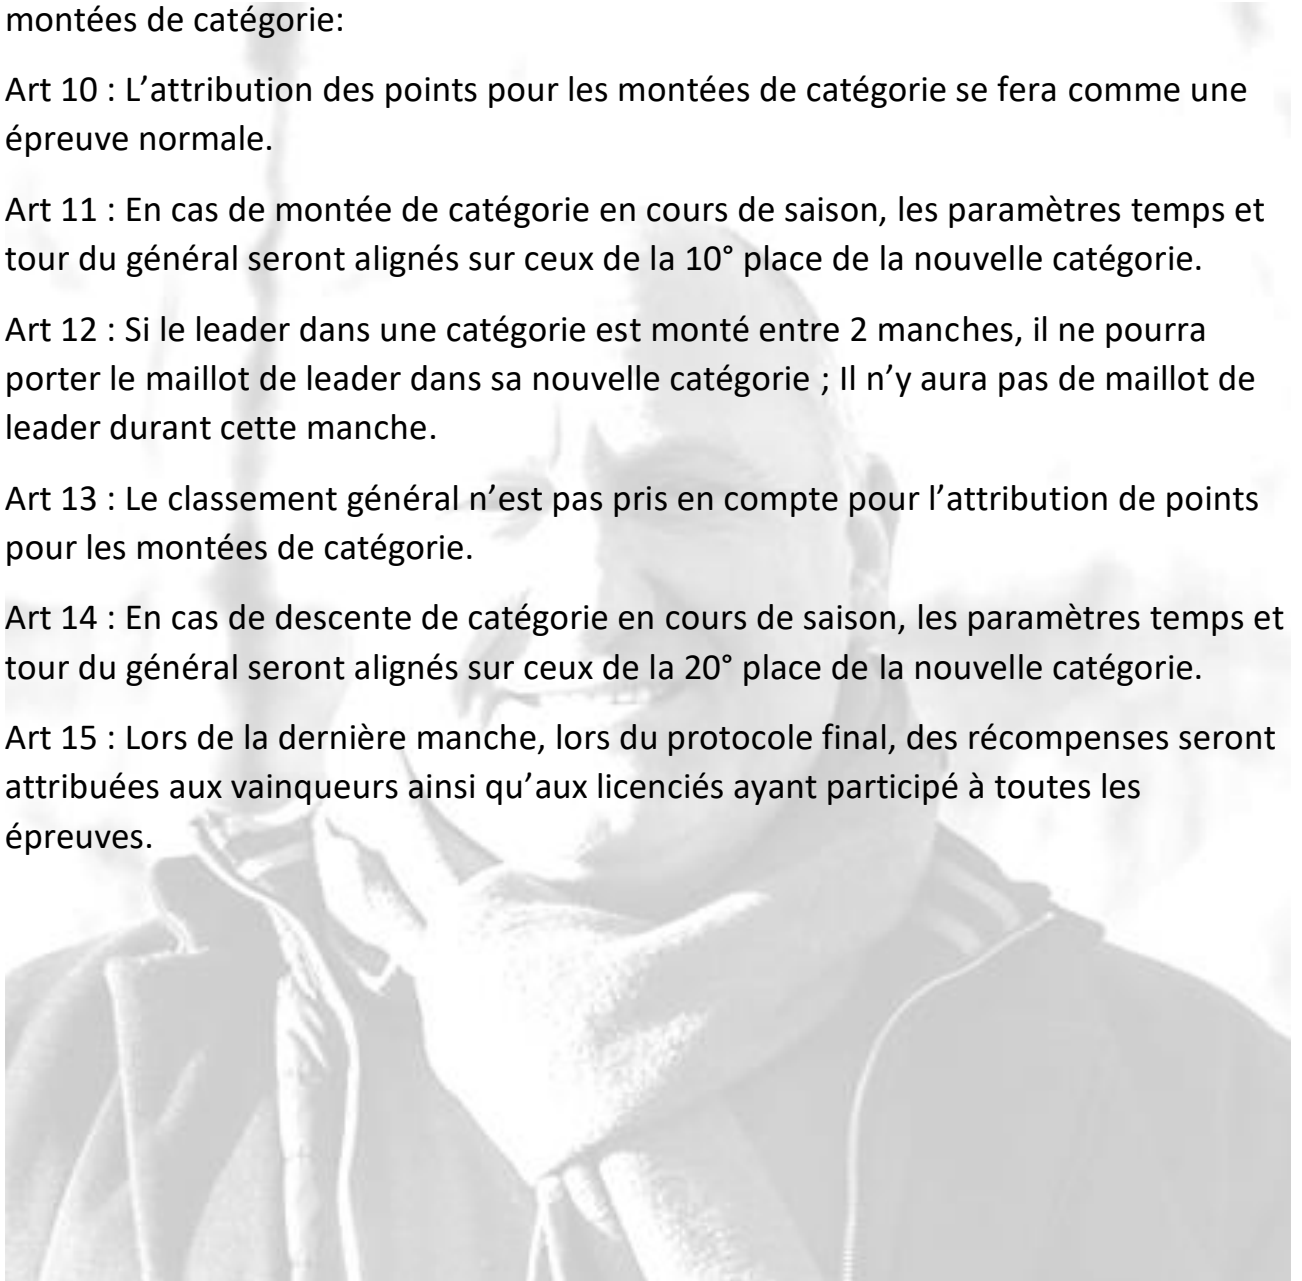 montées de catégorie:
Art 10 : L’attribution des points pour les montées de catégorie se fera comme une
épreuve normale.
Art 11 : En cas de montée de catégorie en cours de saison, les paramètres temps et
tour du général seront alignés sur ceux de la 10° place de la nouvelle catégorie.
Art 12 : Si le leader dans une catégorie est monté entre 2 manches, il ne pourra
porter le maillot de leader dans sa nouvelle catégorie ; Il n’y aura pas de maillot de
leader durant cette manche.
Art 13 : Le classement général n’est pas pris en compte pour l’attribution de points
pour les montées de catégorie.
Art 14 : En cas de descente de catégorie en cours de saison, les paramètres temps et
tour du général seront alignés sur ceux de la 20° place de la nouvelle catégorie.
Art 15 : Lors de la dernière manche, lors du protocole final, des récompenses seront
attribuées aux vainqueurs ainsi qu’aux licenciés ayant participé à toutes les
épreuves.